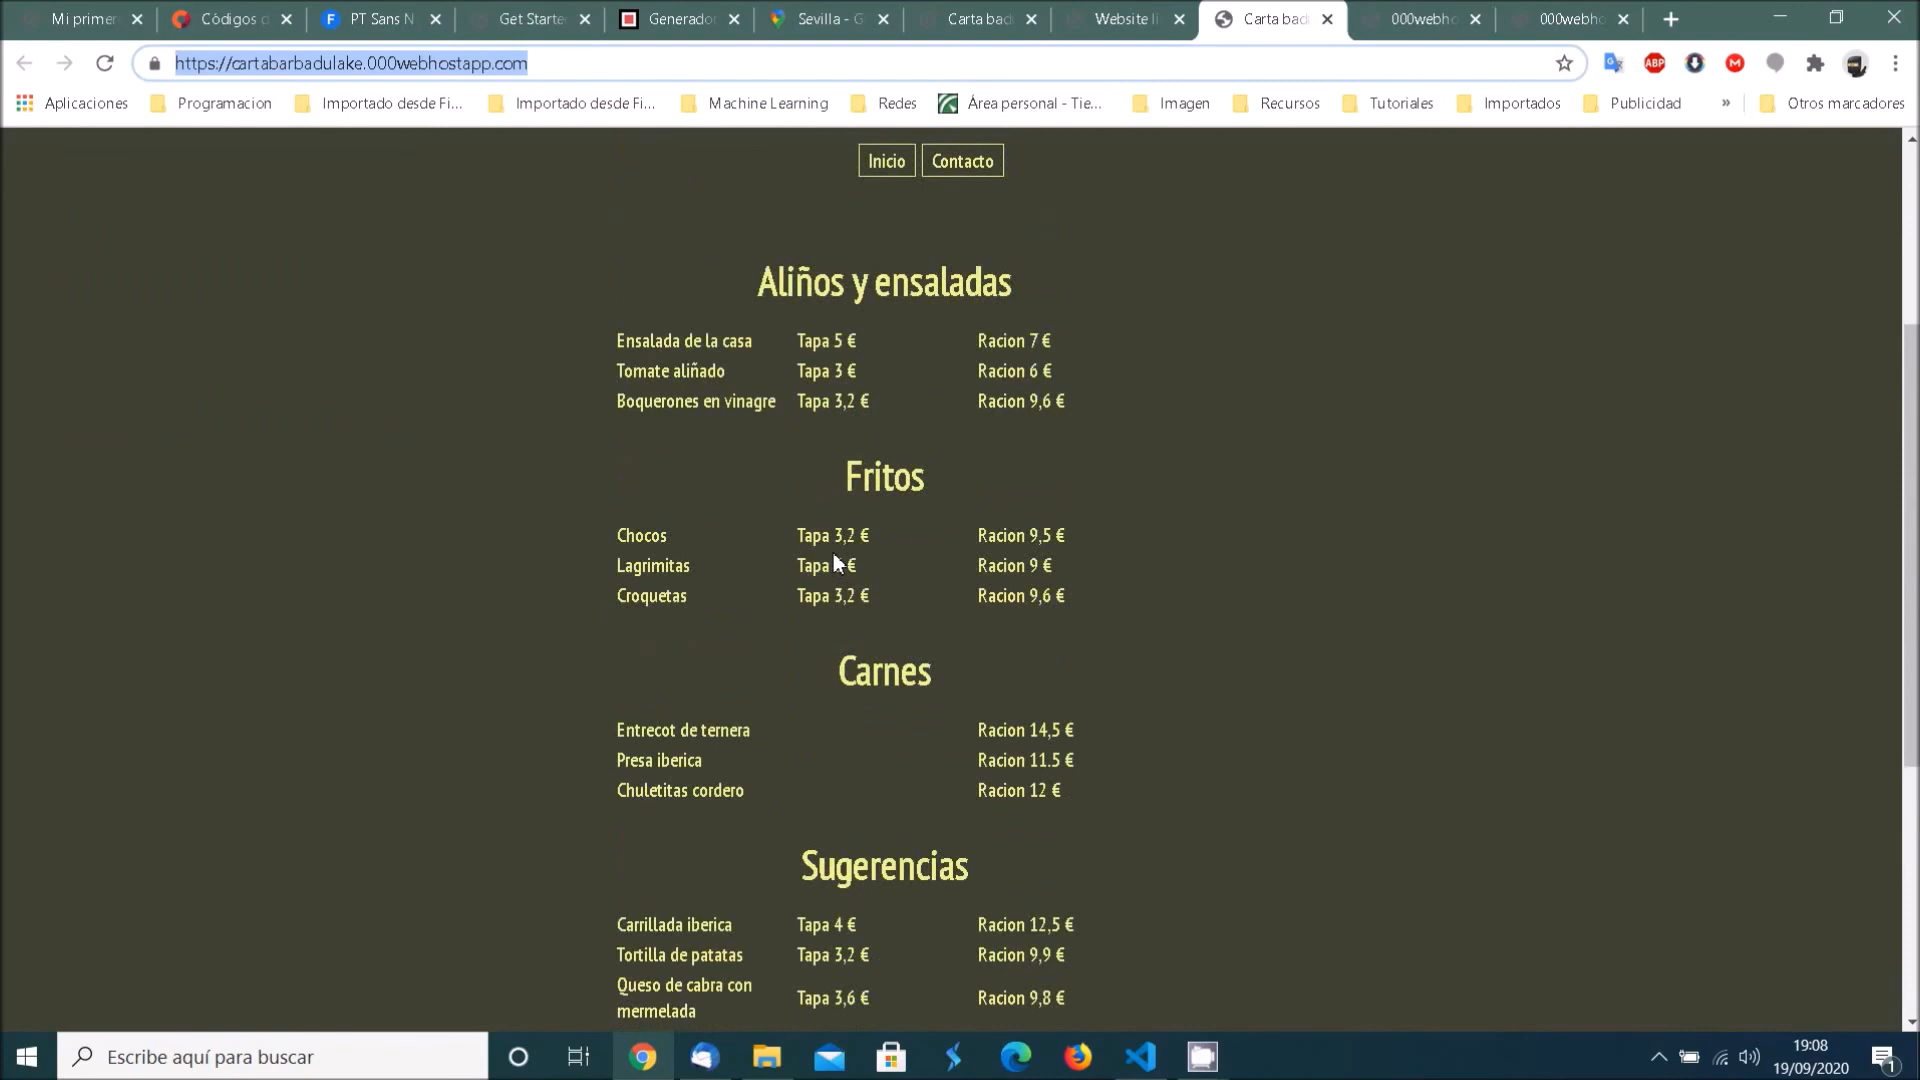 Mi primer Códigos d PT Sans N Get Starte Generador Sevilla - G Carta bad Website li Carta bad 000webho 000webho
https://cartabarbadulake.000webhostapp.com
Aplicaciones Programacion Importado desde Fi... Importado desde Fi... Machine Learning Redes Área personal - Tie... Imagen Recursos Tutoriales Importados Publicidad » Otros marcadores
Inicio Contacto
Aliños y ensaladas
Ensalada de la casa Tapa 5 € Racion 7 €
Tomate aliñado Tapa 3 € Racion 6 €
Boquerones en vinagre Tapa 3,2 € Racion 9,6 €
Fritos
Chocos Tapa 3,2 € Racion 9,5 €
Lagrimitas Tapa € Racion 9 €
Croquetas Tapa 3,2 € Racion 9,6 €
Carnes
Entrecot de ternera Racion 14,5 €
Presa iberica Racion 11.5 €
Chuletitas cordero Racion 12 €
Sugerencias
Carrillada iberica Tapa 4 € Racion 12,5 €
Tortilla de patatas Tapa 3,2 € Racion 9,9 €
Queso de cabra con
mermelada Tapa 3,6 € Racion 9,8 €
Escribe aquí para buscar
19:08
19/09/2020
1